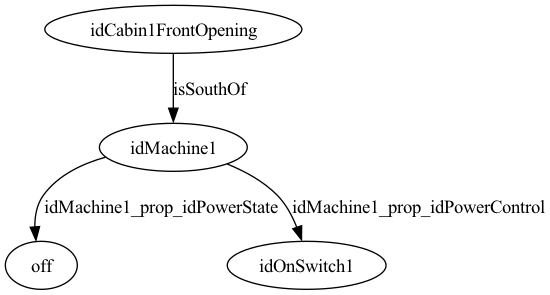 idCabin1FrontOpening
isSouthOf
idMachine1
idMachine1_prop_idPowerState
idMachine1_prop_idPowerControl
off
idOnSwitch1